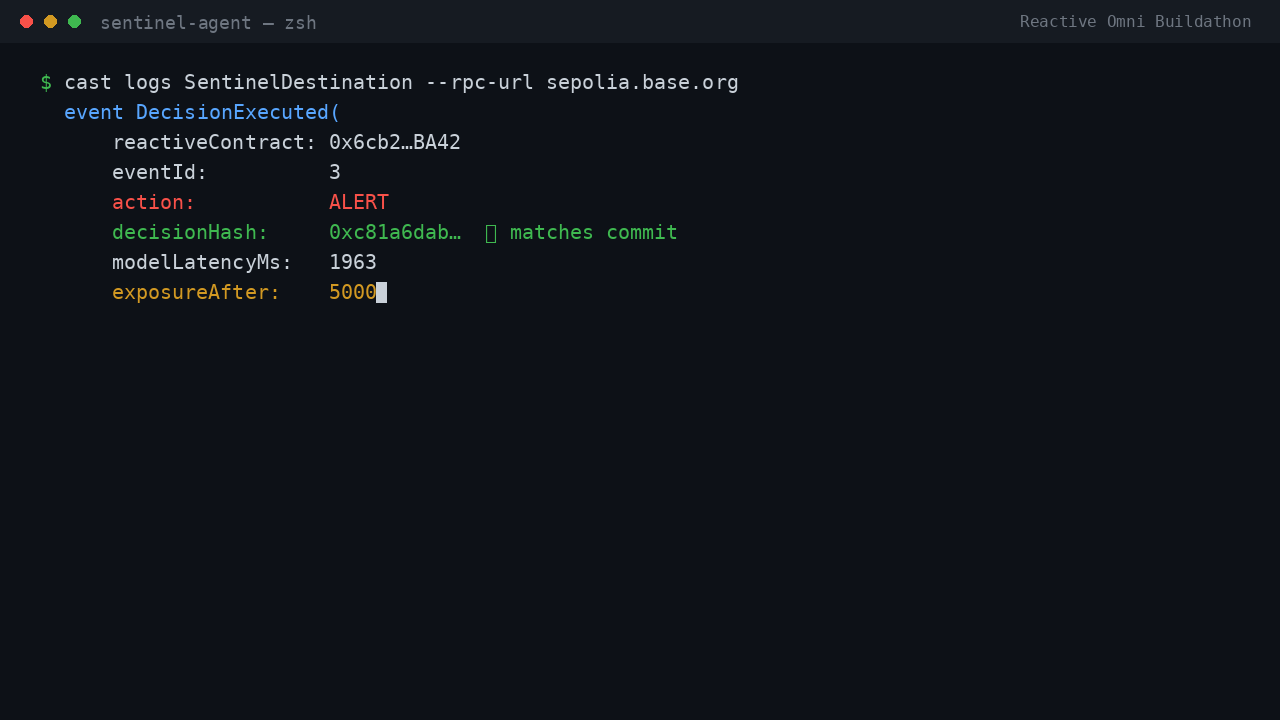 sentinel-agent — zsh
Reactive Omni Buildathon
$ cast logs SentinelDestination --rpc-url sepolia.base.org
event DecisionExecuted(
reactiveContract: 0x6cb2…BA42
eventId: 3
action: ALERT
decisionHash: 0xc81a6dab… ▯ matches commit
modelLatencyMs: 1963
exposureAfter: 5000